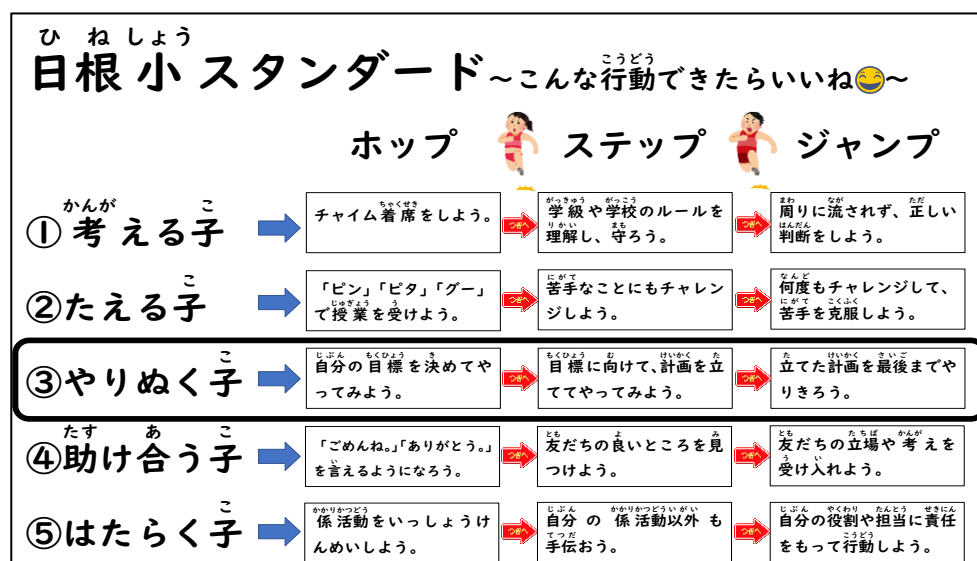 日根小 スタンダード～こんな行動できたらいいね😄～
ホップ ステップ ジャンプ
①考える子
チャイム着席をしよう。
つぎへ
学級や学校のルールを
理解し、守ろう。
つぎへ
周りに流されず、正しい
判断をしよう。
②たえる子
「ピン」「ピタ」「グー」
で授業を受けよう。
つぎへ
苦手なことにもチャレン
ジしよう。
つぎへ
何度もチャレンジして、
苦手を克服しよう。
③やりぬく子
自分の目標を決めてや
ってみよう。
つぎへ
目標に向けて、計画を立
ててやってみよう。
つぎへ
立てた計画を最後までや
りきろう。
④助け合う子
「ごめんね。」「ありがとう。」
を言えるようになろう。
つぎへ
友だちの良いところを見
つけよう。
つぎへ
友だちの立場や考えを
受け入れよう。
⑤はたらく子
係活動をいっしょうけ
んめいしよう。
つぎへ
自分の係活動以外も
手伝おう。
つぎへ
自分の役割や担当に責任
をもって行動しよう。